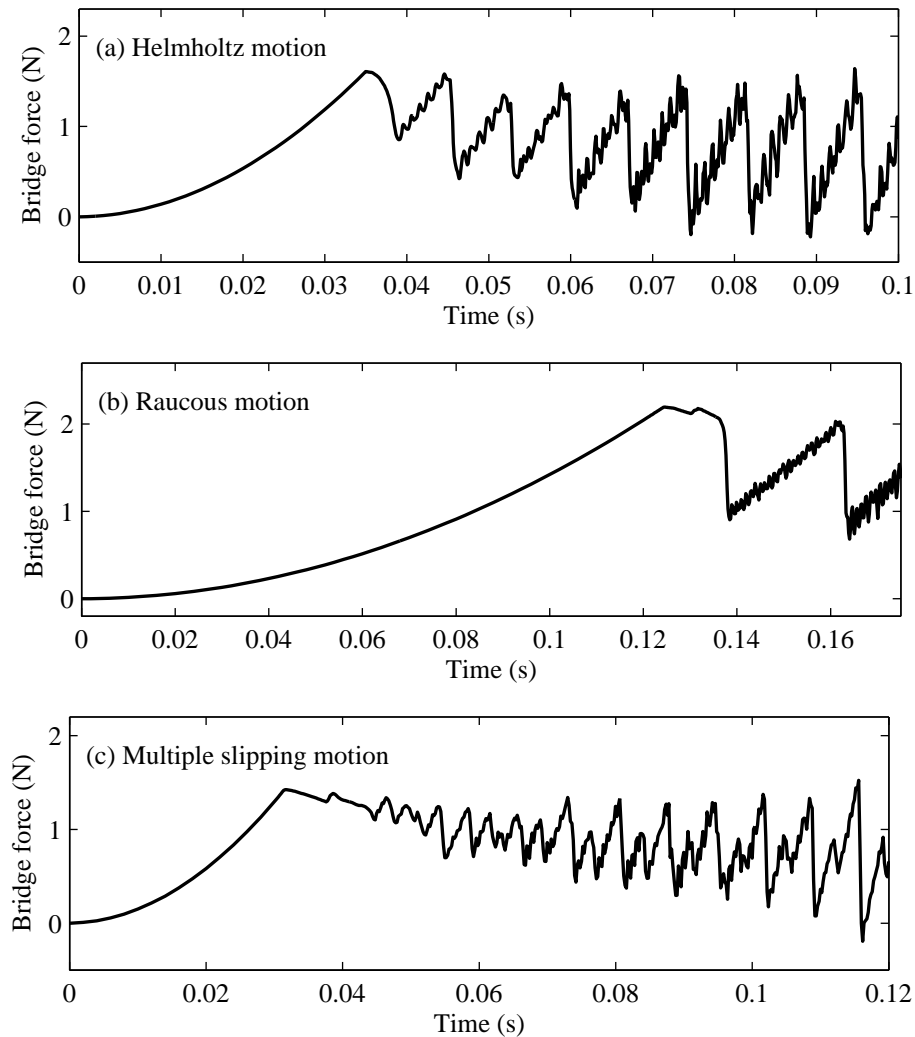 (a) Helmholtz motion
Bridge force (N)
2
1
0
0 0.01 0.02 0.03 0.04 0.05 0.06 0.07 0.08 0.09 0.1
Time (s)
(b) Raucous motion
Bridge force (N)
2
1
0
0 0.02 0.04 0.06 0.08 0.1 0.12 0.14 0.16
Time (s)
(c) Multiple slipping motion
Bridge force (N)
2
1
0
0 0.02 0.04 0.06 0.08 0.1 0.12
Time (s)